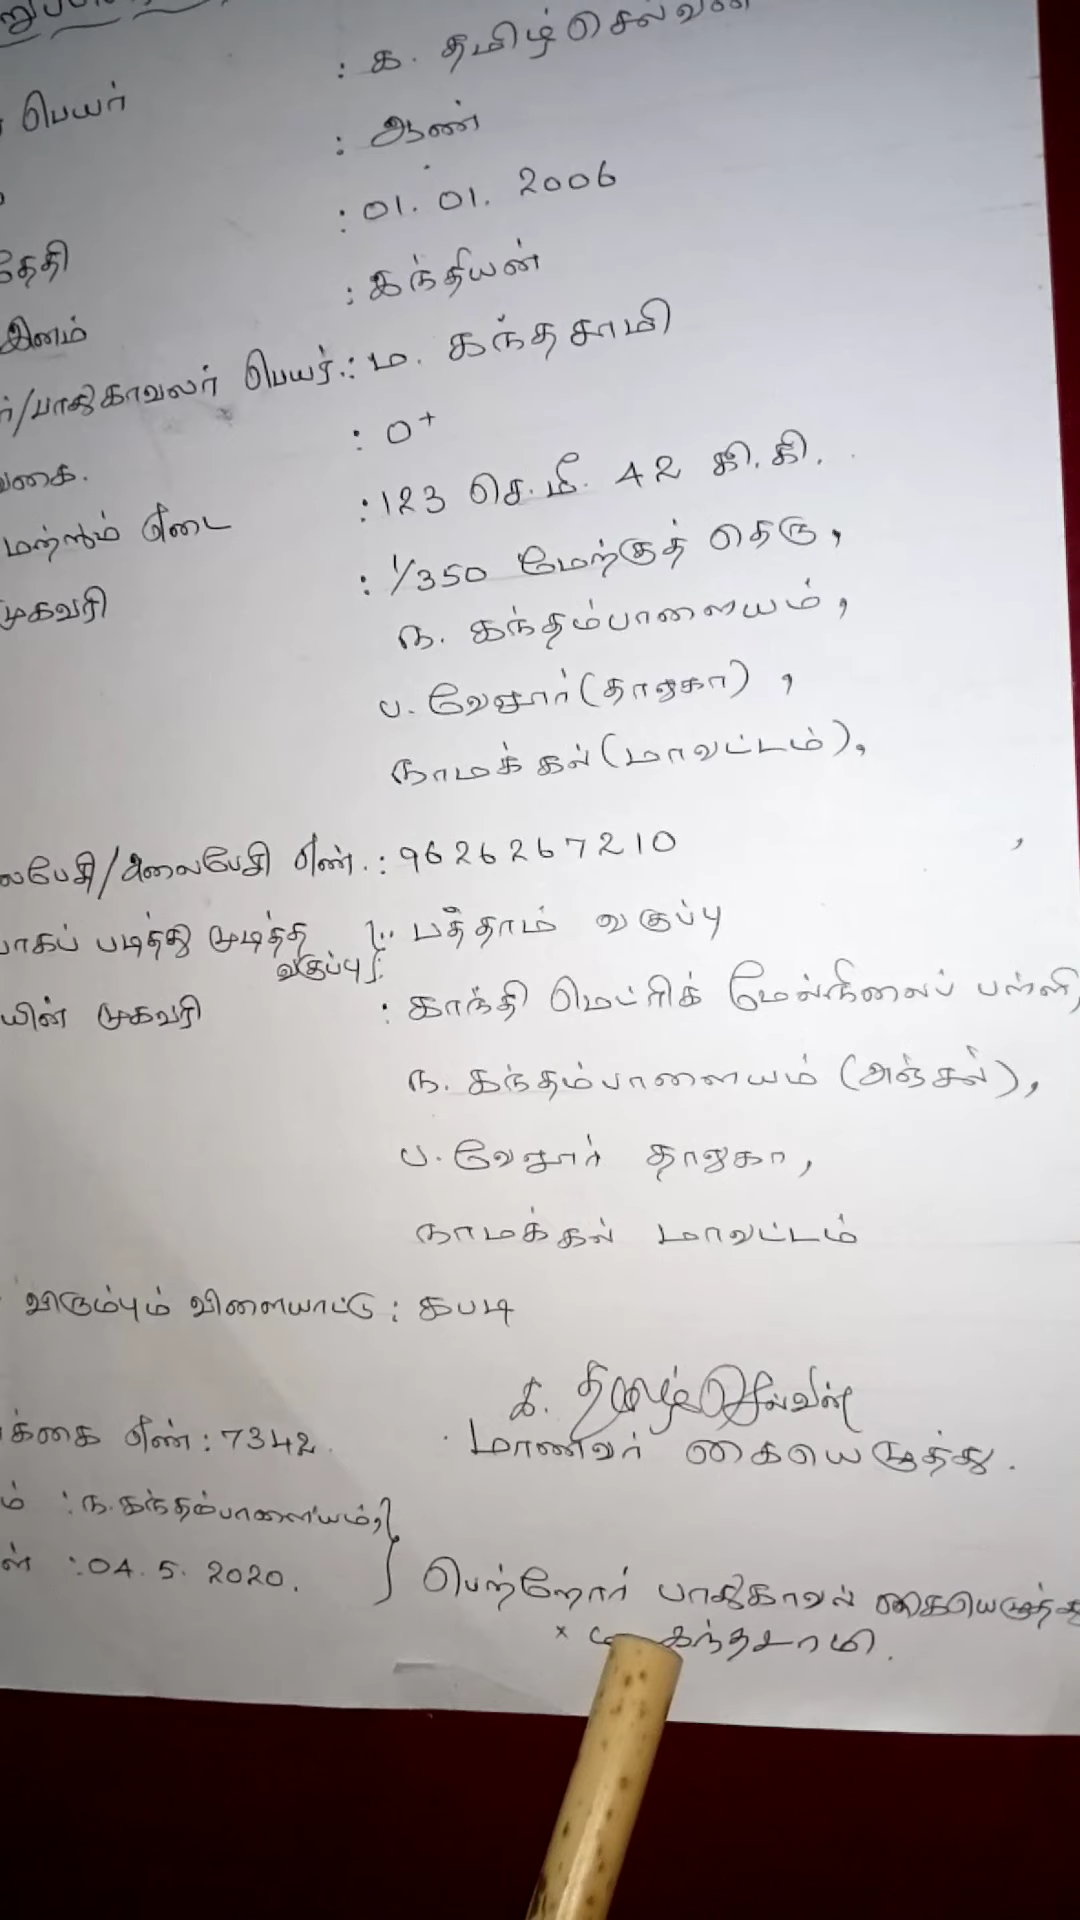 பெயர் : க. தமிழ்செல்வன்
: ஆண்
தேதி : 01. 01. 2006
இனம் : இந்தியன்
/பாதுகாவலர் பெயர்.: ம. கந்தசாமி
வகை. : O+
மற்றும் எடை : 123 செ.மீ. 42 கி.கி.
முகவரி : 1/350 மேற்குத் தெரு,
ந. கந்தம்பாளையம்,
ப. வேலூர் (தாலுகா),
நாமக்கல் (மாவட்டம்),
லைபேசி/அலைபேசி எண். : 9626267210
படித்து முடித்த வகுப்பு : பத்தாம் வகுப்பு
யின் முகவரி : காந்தி மெட்ரிக் மேல்நிலைப் பள்ளி,
ந. கந்தம்பாளையம் (அஞ்சல்),
ப. வேலூர் தாலுகா,
நாமக்கல் மாவட்டம்
விரும்பும் விளையாட்டு : கபடி
க. தமிழ்செல்வன்
க்கை எண் : 7342. மாணவர் கையெழுத்து.
ம் : ந. கந்தம்பாளையம்,
ள் : 04. 5. 2020. பெற்றோர் பாதுகாவல் கையெழுத்து
× கந்தசாமி.